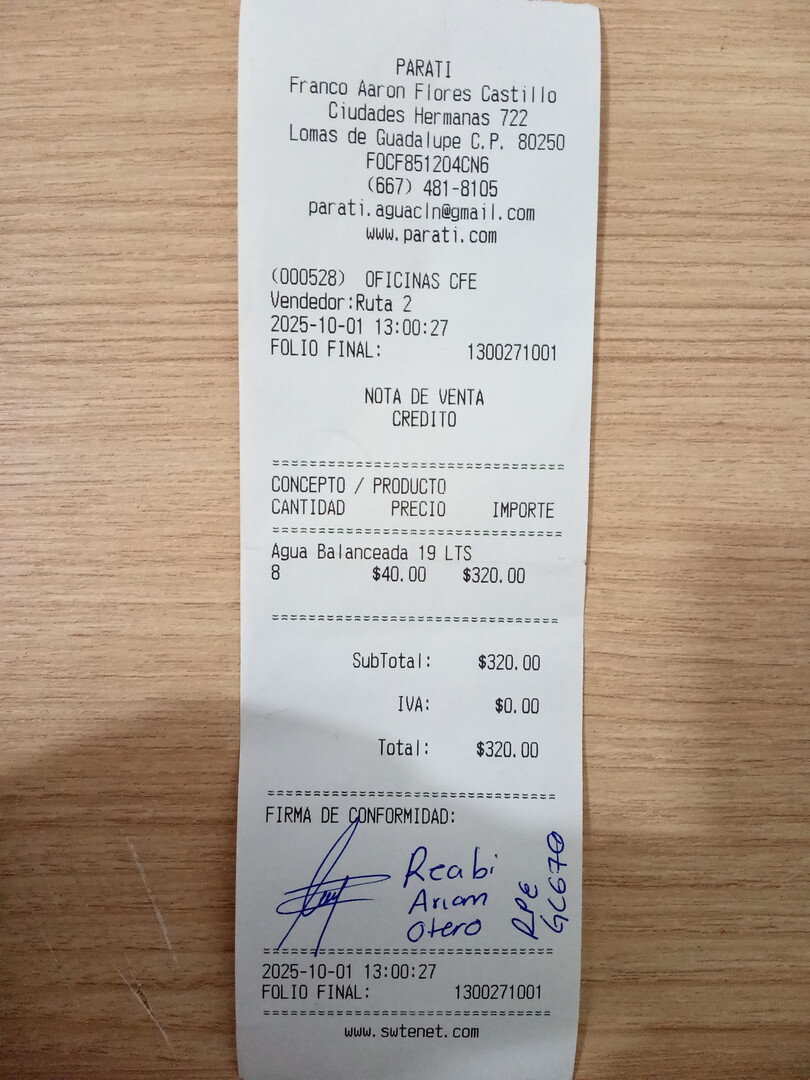 PARATI
Franco Aaron Flores Castillo
Ciudades Hermanas 722
Lomas de Guadalupe C.P. 80250
FOCF851204CN6
(667) 481-8105
parati.aguacln@gmail.com
www.parati.com
(000528) OFICINAS CFE
Vendedor:Ruta 2
2025-10-01 13:00:27
FOLIO FINAL: 1300271001
NOTA DE VENTA
CREDITO
CONCEPTO / PRODUCTO
CANTIDAD PRECIO IMPORTE
Agua Balanceada 19 LTS
8 $40.00 $320.00
SubTotal: $320.00
IVA: $0.00
Total: $320.00
FIRMA DE CONFORMIDAD:
Recabi
Ariam
Otero
RPE
9L670
2025-10-01 13:00:27
FOLIO FINAL: 1300271001
www.swtenet.com